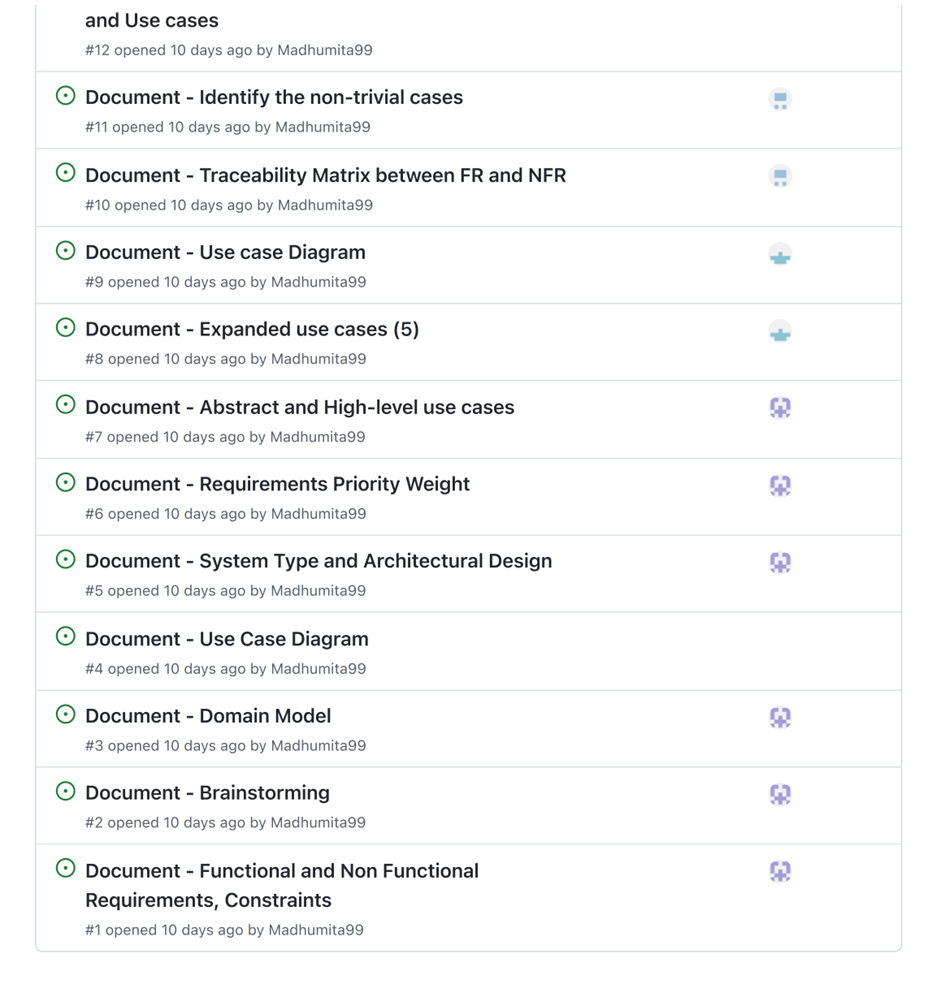 and Use cases
#12 opened 10 days ago by Madhumita99
Document - Identify the non-trivial cases
#11 opened 10 days ago by Madhumita99
Document - Traceability Matrix between FR and NFR
#10 opened 10 days ago by Madhumita99
Document - Use case Diagram
#9 opened 10 days ago by Madhumita99
Document - Expanded use cases (5)
#8 opened 10 days ago by Madhumita99
Document - Abstract and High-level use cases
#7 opened 10 days ago by Madhumita99
Document - Requirements Priority Weight
#6 opened 10 days ago by Madhumita99
Document - System Type and Architectural Design
#5 opened 10 days ago by Madhumita99
Document - Use Case Diagram
#4 opened 10 days ago by Madhumita99
Document - Domain Model
#3 opened 10 days ago by Madhumita99
Document - Brainstorming
#2 opened 10 days ago by Madhumita99
Document - Functional and Non Functional
Requirements, Constraints
#1 opened 10 days ago by Madhumita99